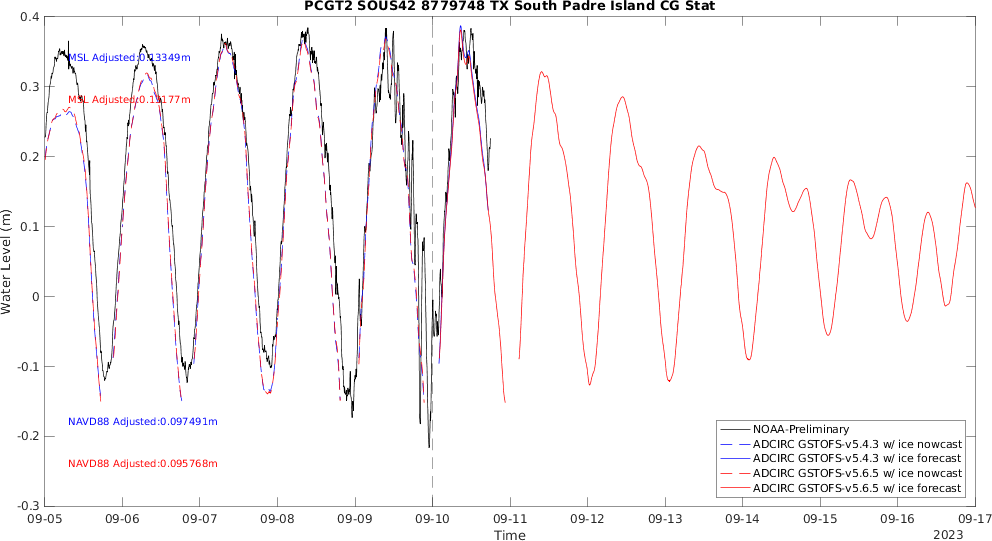 PCGT2 SOUS42 8779748 TX South Padre Island CG Stat
0.4
0.3
0.2
0.1
0
-0.1
-0.2
-0.3
Water Level (m)
MSL Adjusted:0.13349m
MSL Adjusted:0.13177m
NAVD88 Adjusted:0.097491m
NAVD88 Adjusted:0.095768m
NOAA-Preliminary
ADCIRC GSTOFS-v5.4.3 w/ ice nowcast
ADCIRC GSTOFS-v5.4.3 w/ ice forecast
ADCIRC GSTOFS-v5.6.5 w/ ice nowcast
ADCIRC GSTOFS-v5.6.5 w/ ice forecast
09-05 09-06 09-07 09-08 09-09 09-10 09-11 09-12 09-13 09-14 09-15 09-16 09-17
Time
2023